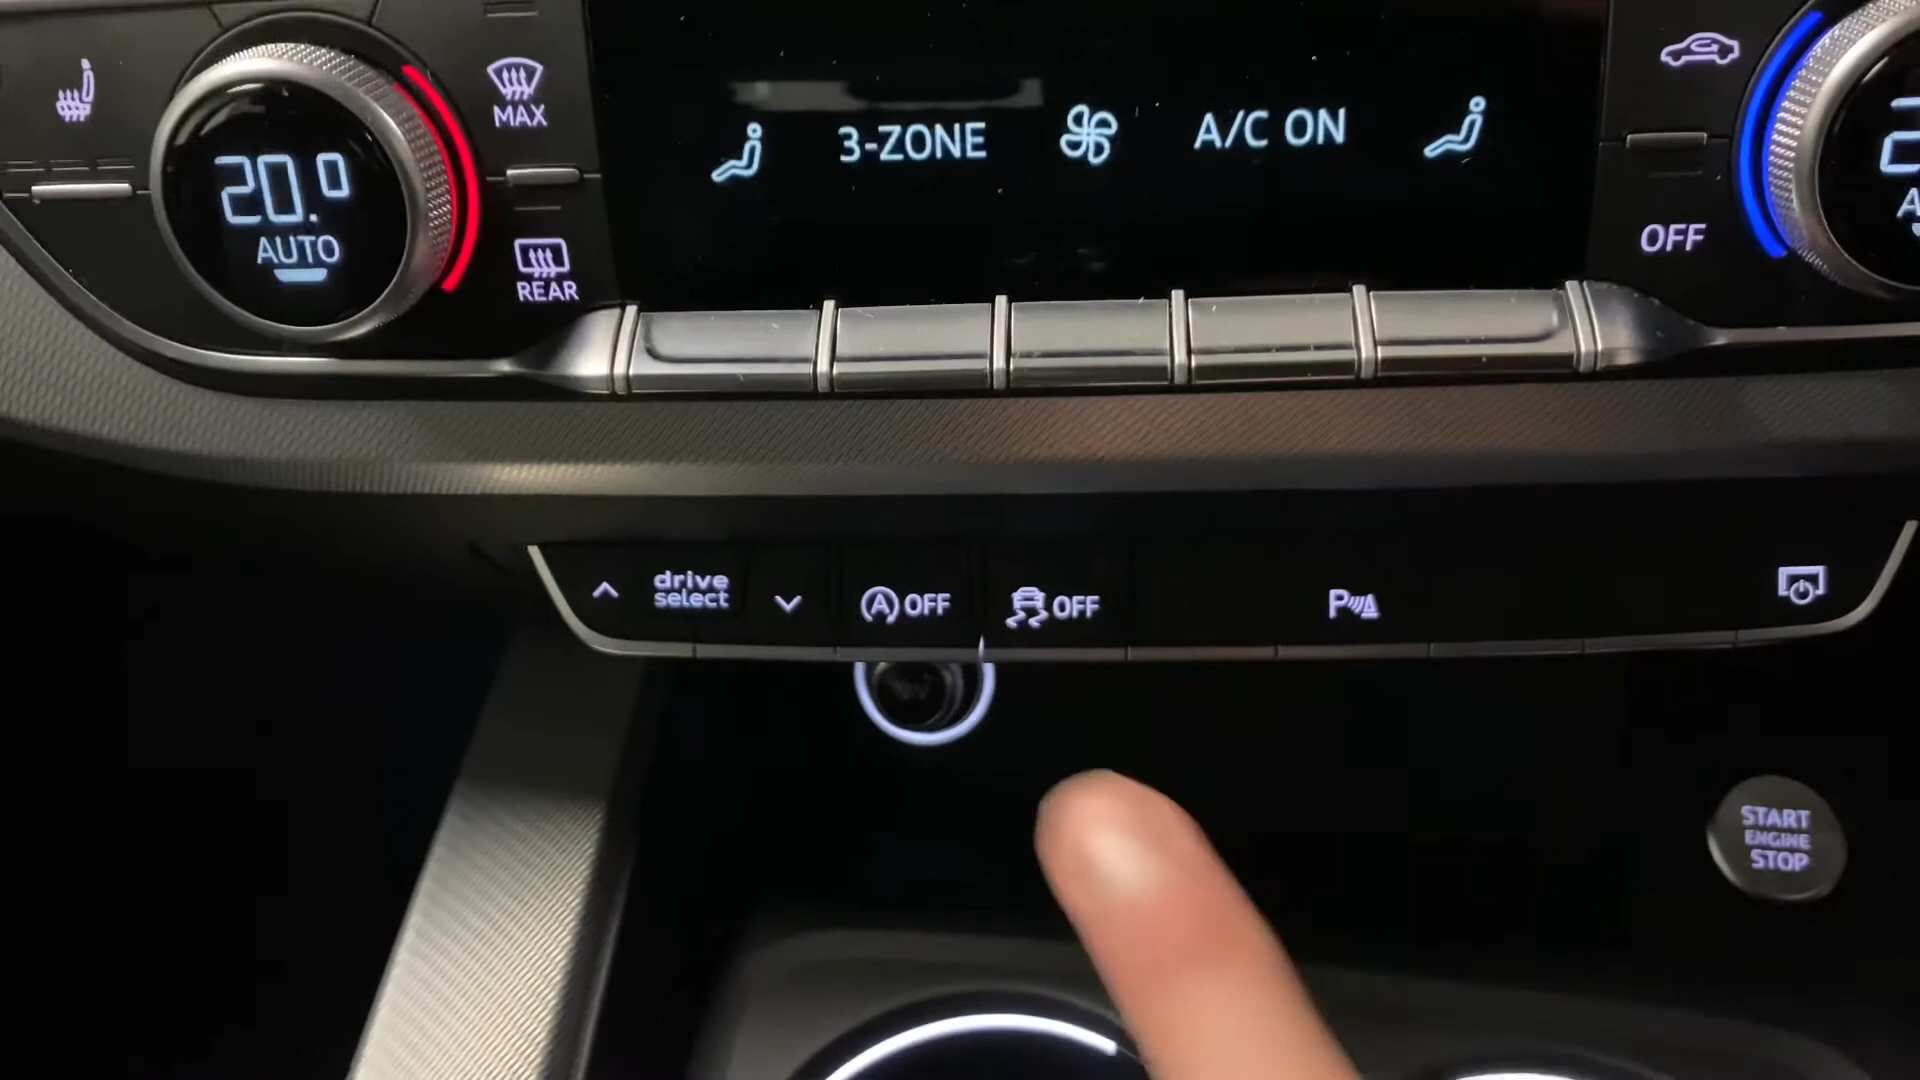 MAX
20.0
AUTO
REAR
3-ZONE
A/C ON
OFF
drive
select
A OFF
OFF
P
START
ENGINE
STOP